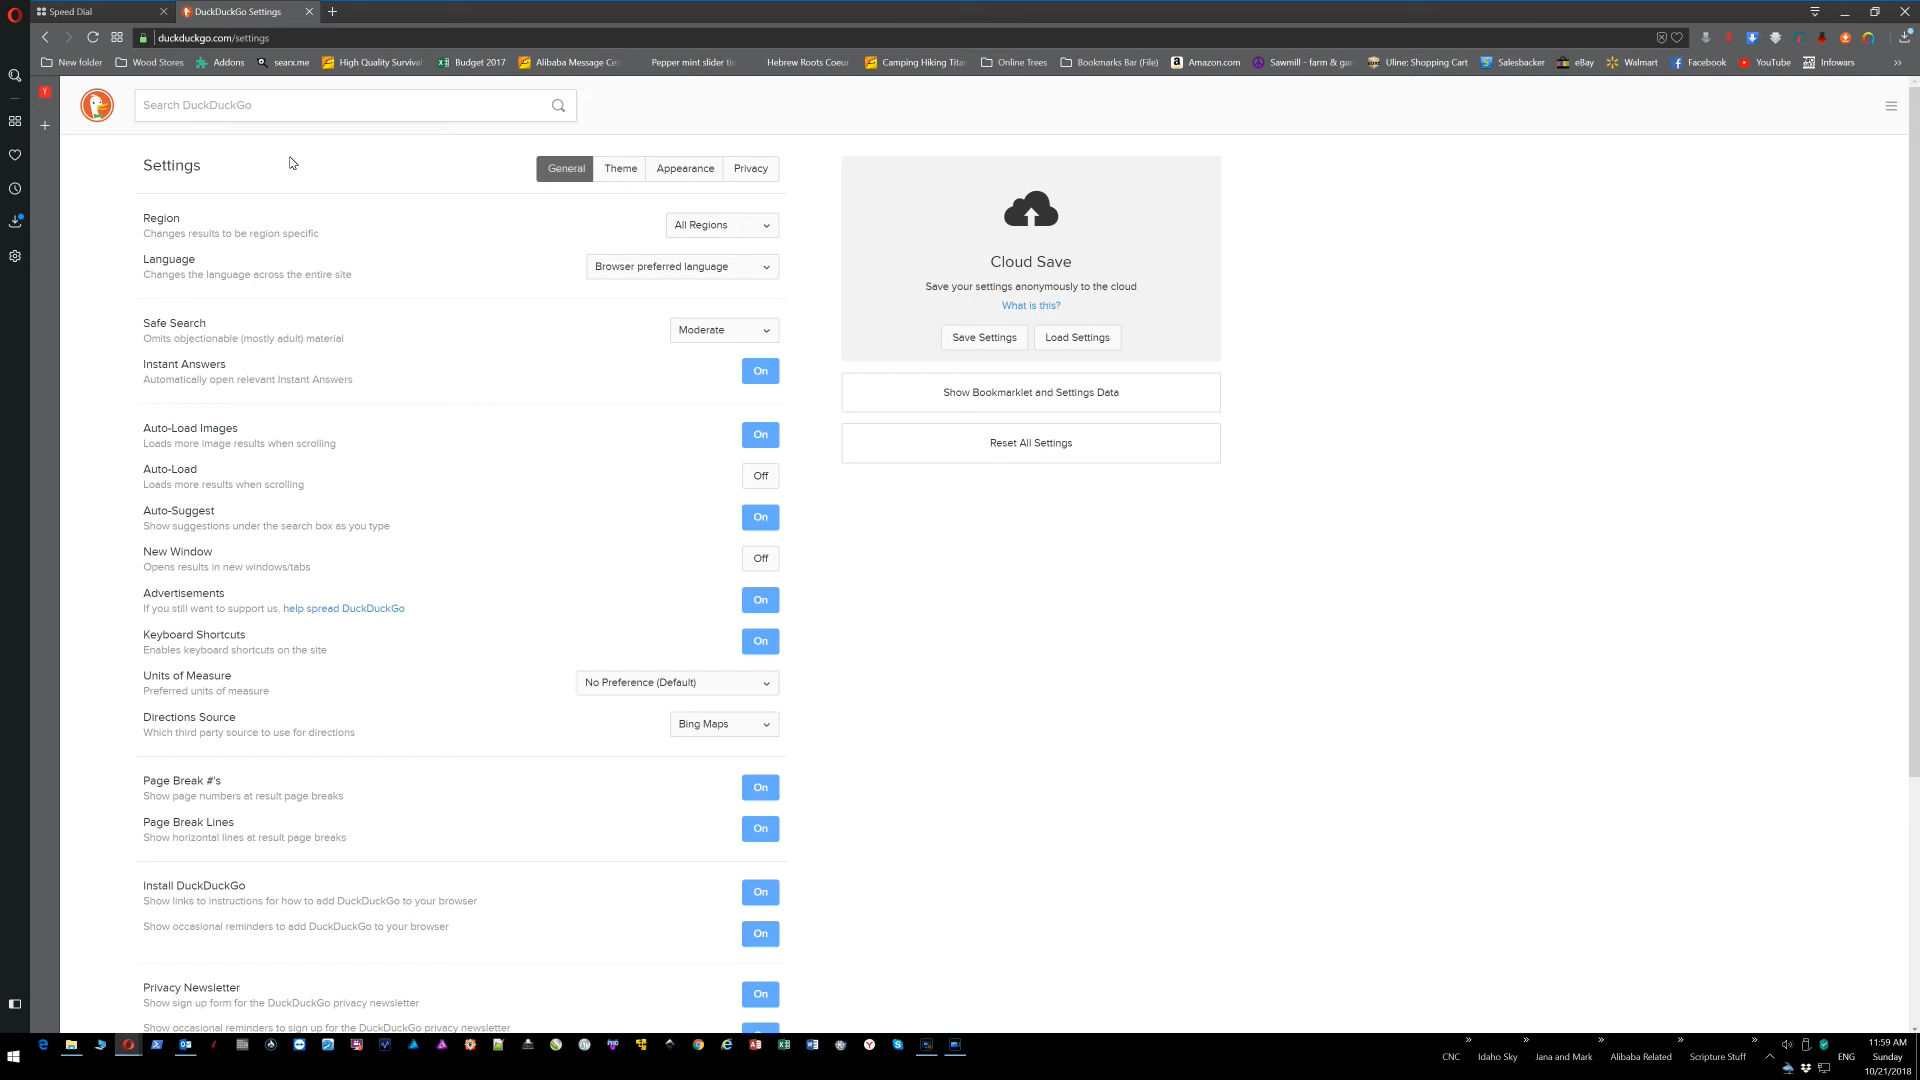 Speed Dial
DuckDuckGo Settings
duckduckgo.com/settings
New folder
Wood Stores
Addons
searx.me
High Quality Survival
Budget 2017
Alibaba Message Cen
Pepper mint slider tin
Hebrew Roots Coeur
Camping Hiking Titan
Online Trees
Bookmarks Bar (File)
Amazon.com
Sawmill - farm & gar
Uline: Shopping Cart
Salesbacker
eBay
Walmart
Facebook
YouTube
Infowars
Search DuckDuckGo
Settings
General
Theme
Appearance
Privacy
Region
Changes results to be region specific
All Regions
Language
Changes the language across the entire site
Browser preferred language
Safe Search
Omits objectionable (mostly adult) material
Moderate
Instant Answers
Automatically open relevant Instant Answers
On
Auto-Load Images
Loads more image results when scrolling
On
Auto-Load
Loads more results when scrolling
Off
Auto-Suggest
Show suggestions under the search box as you type
On
New Window
Opens results in new windows/tabs
Off
Advertisements
If you still want to support us, help spread DuckDuckGo
On
Keyboard Shortcuts
Enables keyboard shortcuts on the site
On
Units of Measure
Preferred units of measure
No Preference (Default)
Directions Source
Which third party source to use for directions
Bing Maps
Page Break #'s
Show page numbers at result page breaks
On
Page Break Lines
Show horizontal lines at result page breaks
On
Install DuckDuckGo
Show links to instructions for how to add DuckDuckGo to your browser
On
Show occasional reminders to add DuckDuckGo to your browser
On
Privacy Newsletter
Show sign up form for the DuckDuckGo privacy newsletter
On
Show occasional reminders to sign up for the DuckDuckGo privacy newsletter
Cloud Save
Save your settings anonymously to the cloud
What is this?
Save Settings
Load Settings
Show Bookmarklet and Settings Data
Reset All Settings
CNC
Idaho Sky
Jana and Mark
Alibaba Related
Scripture Stuff
ENG
11:59 AM
Sunday
10/21/2018